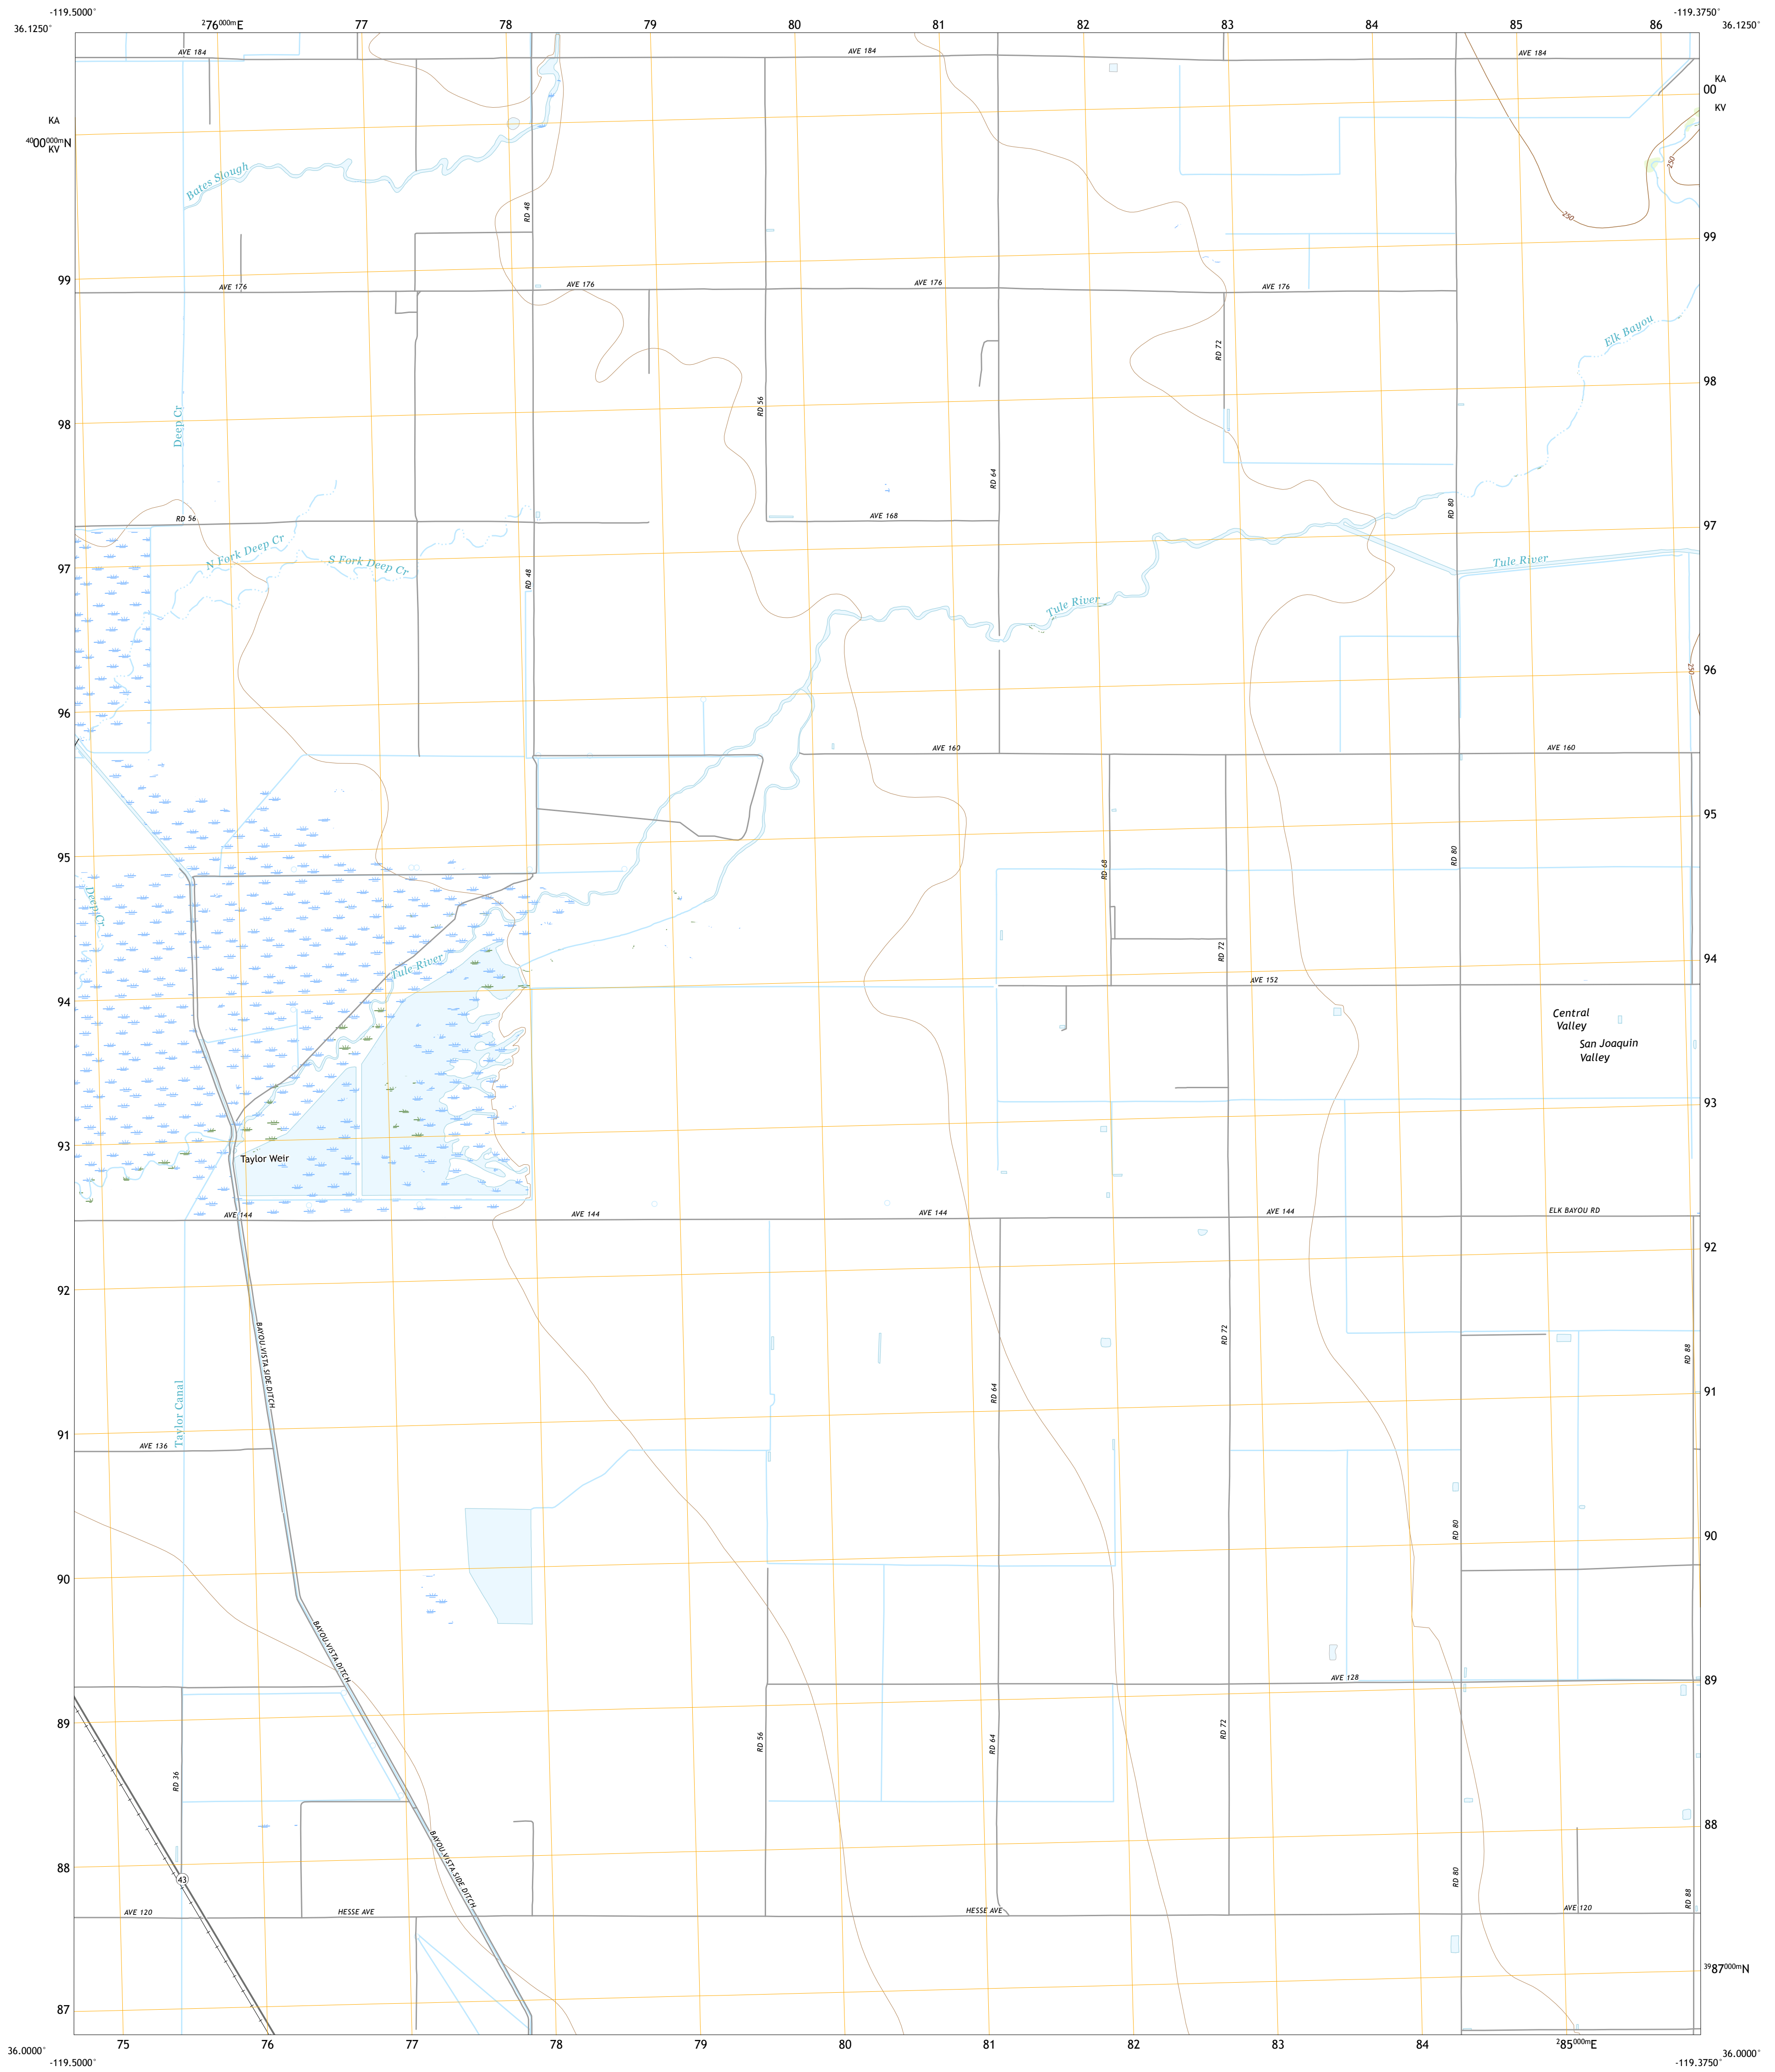 -119.5000°
-119.3750°
36.1250°
²76⁰⁰⁰ᵐE
77
78
79
80
81
82
83
84
85
86
36.1250°
AVE 184
AVE 184
AVE 184
KA
00
KV
KA
⁴⁰00⁰⁰⁰ᵐN
KV
250
Bates Slough
RD 48
250
99
99
AVE 176
AVE 176
AVE 176
AVE 176
Elk Bayou
RD 72
98
98
RD 56
Deep Cr
RD 64
RD 80
RD 56
AVE 168
97
97
N Fork Deep Cr
S Fork Deep Cr
RD 48
Tule River
Tule River
96
96
250
AVE 160
AVE 160
95
95
RD 68
RD 80
Deep Cr
RD 72
94
94
Tule River
AVE 152
Central
Valley
San Joaquin
Valley
93
93
Taylor Weir
AVE 144
AVE 144
AVE 144
AVE 144
ELK BAYOU RD
92
92
BAYOU VISTA SIDE DITCH
RD 72
RD 88
RD 64
91
91
Taylor Canal
AVE 136
RD 80
90
90
BAYOU VISTA DITCH
AVE 128
89
89
RD 56
RD 64
RD 72
RD 36
88
88
BAYOU VISTA SIDE DITCH
43
RD 80
RD 88
AVE 120
HESSE AVE
HESSE AVE
AVE 120
³⁹87⁰⁰⁰ᵐN
87
75
76
77
78
79
80
81
82
83
84
²85⁰⁰⁰ᵐE
36.0000°
36.0000°
-119.5000°
-119.3750°